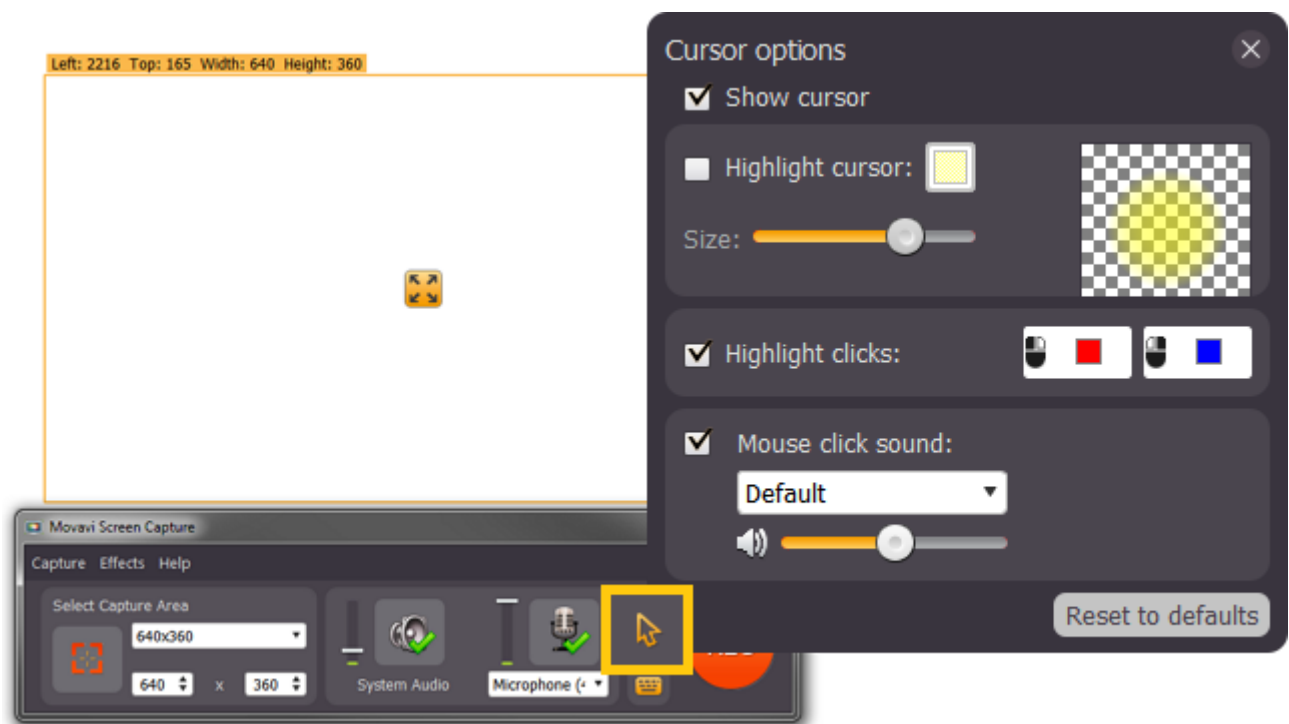 Left: 2216 Top: 165 Width: 640 Height: 360
Cursor options
Show cursor
Highlight cursor:
Size:
Highlight clicks:
Mouse click sound:
Default
Reset to defaults
Movavi Screen Capture
Capture Effects Help
Select Capture Area
640x360
640 x 360
System Audio
Microphone (